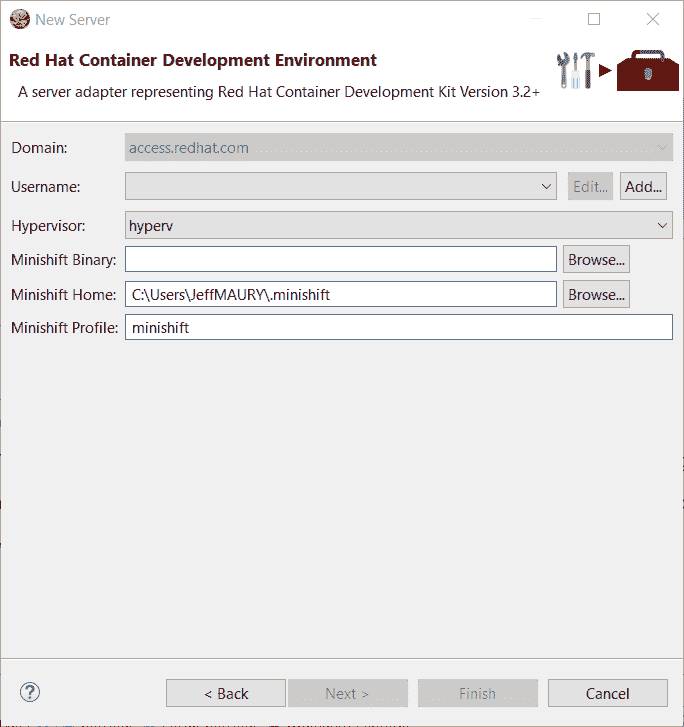 New Server
Red Hat Container Development Environment
A server adapter representing Red Hat Container Development Kit Version 3.2+
Domain: access.redhat.com
Username: Edit... Add...
Hypervisor: hyperv
Minishift Binary: Browse...
Minishift Home: C:\Users\JeffMAURY\.minishift Browse...
Minishift Profile: minishift
? < Back Next > Finish Cancel